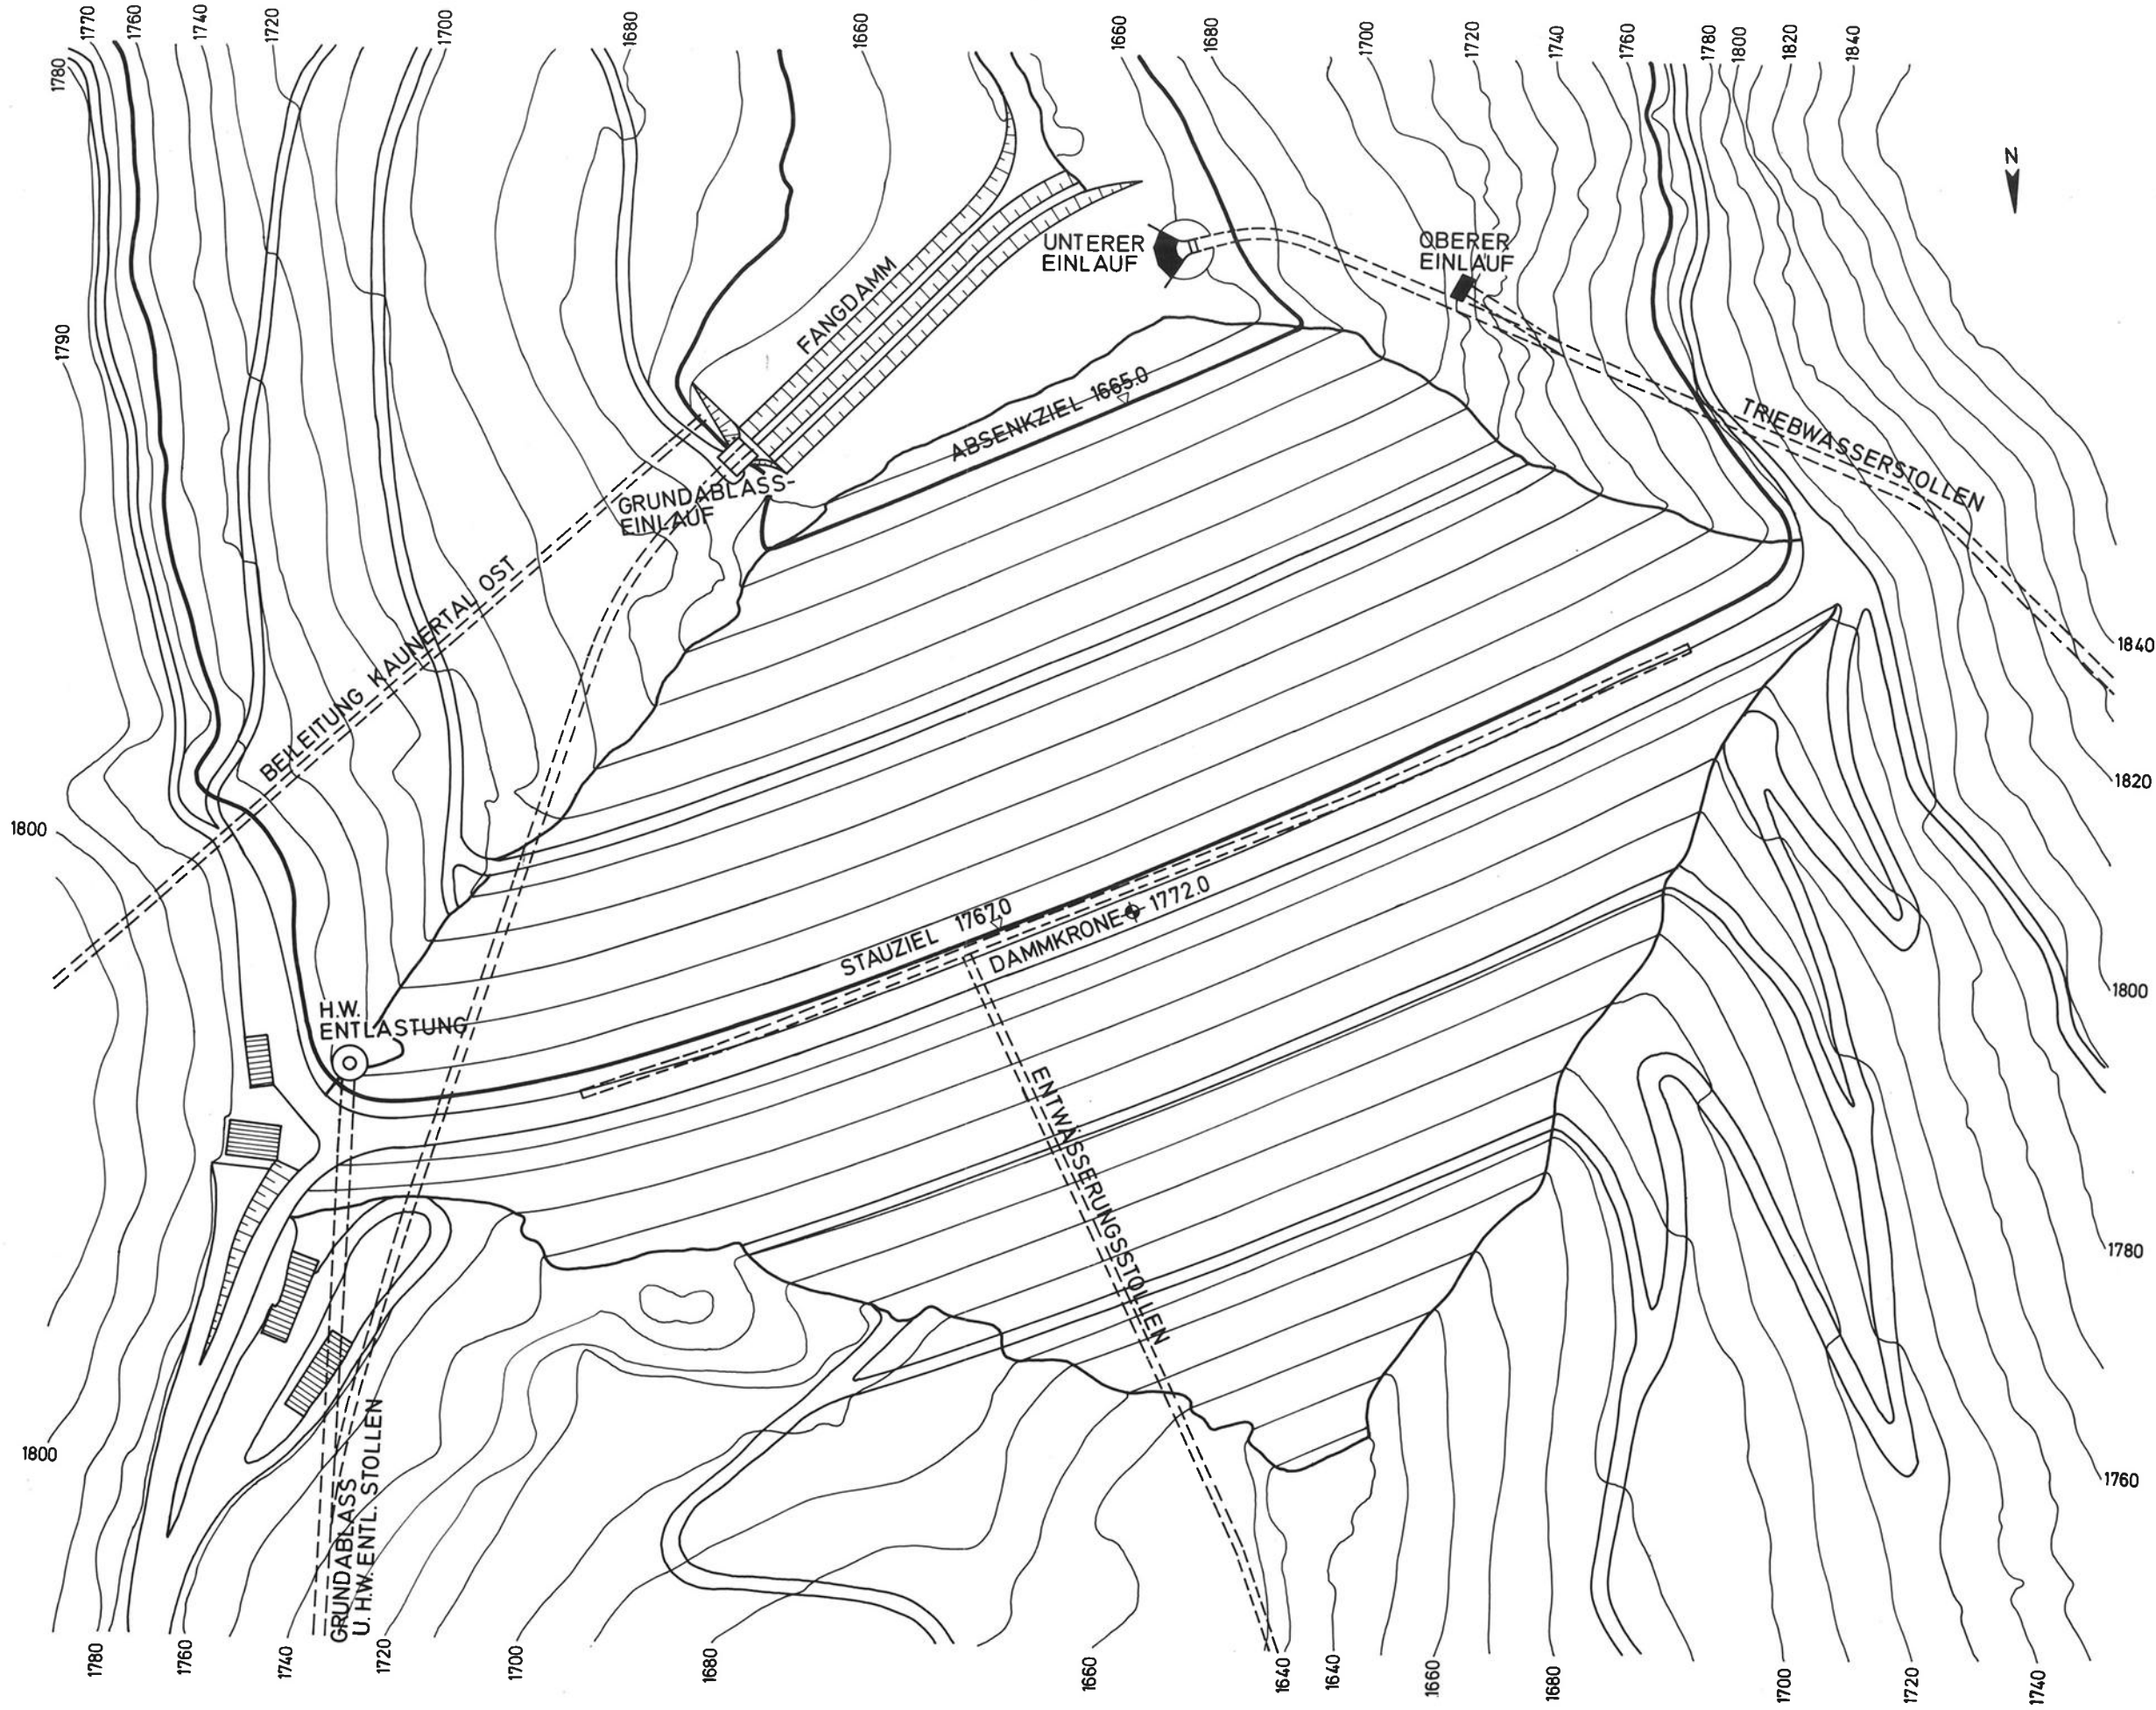 1780
1770
1760
1740
1720
1700
1680
1660
1660
1680
1700
1720
1740
1760
1780
1800
1820
1840
N
UNTERER
EINLAUF
OBERER
EINLAUF
FANGDAMM
1790
ABSENKZIEL 1665.0
TRIEBWASSERSTOLLEN
GRUNDABLASS-
EINLAUF
BEILEITUNG KAUNERTAL OST
1840
1820
1800
STAUZIEL 1767.0
DAMMKRONE 1772.0
1800
H.W.
ENTLASTUNG
ENTWÄSSERUNGSSTOLLEN
1780
1800
1760
GRUNDABLASS
U. H.W. ENTL. STOLLEN
1780
1760
1740
1720
1700
1680
1660
1640
1640
1660
1680
1700
1720
1740